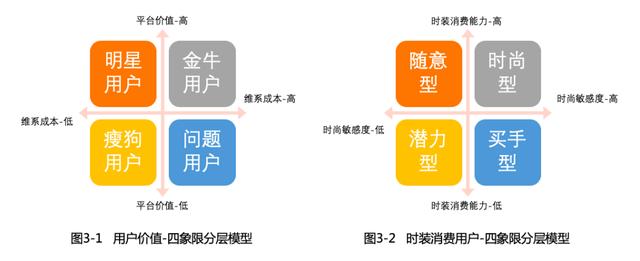 平台价值-高
明星
用户
金牛
用户
维系成本-低
维系成本-高
瘦狗
用户
问题
用户
平台价值-低
图3-1 用户价值-四象限分层模型
时装消费能力-高
随意
型
时尚
型
时尚敏感度-低
时尚敏感度-高
潜力
型
买手
型
时装消费能力-低
图3-2 时装消费用户-四象限分层模型